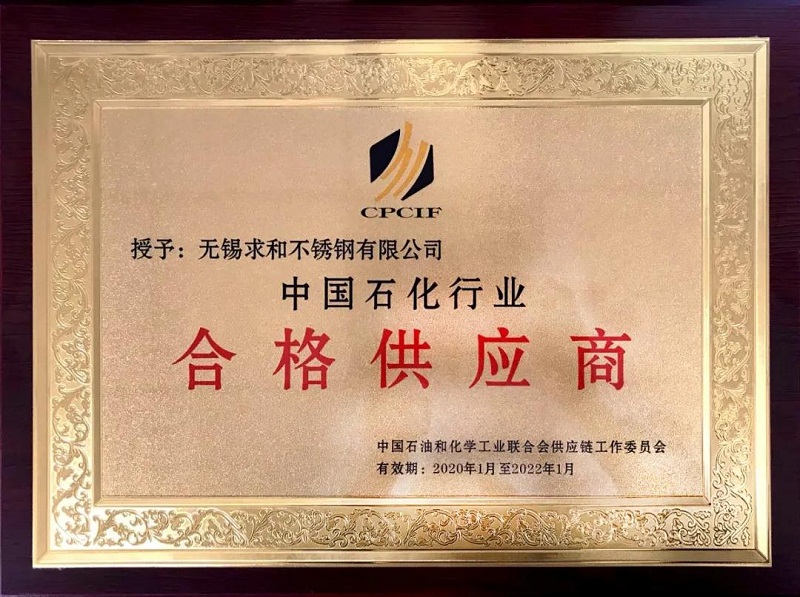 CPCIF
授予：无锡求和不锈钢有限公司
中国石化行业
合格供应商
中国石油和化学工业联合会供应链工作委员会
有效期：2020年1月至2022年1月